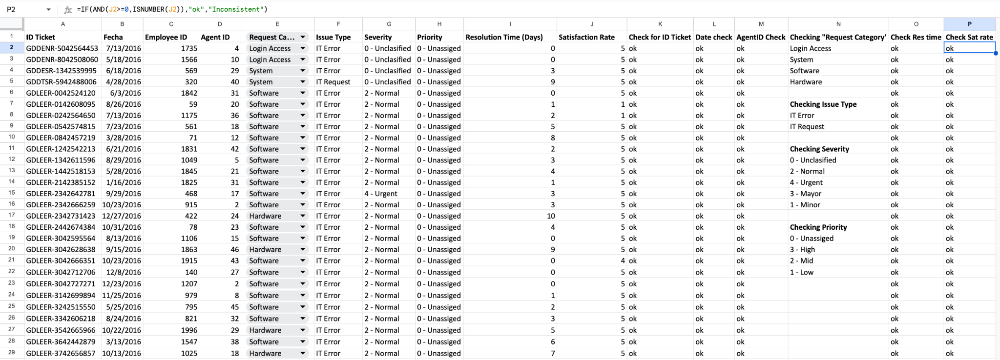 P2 fx =IF(AND(J2>=0,ISNUMBER(J2)),"ok","Inconsistent")
A B C D E F G H I J K L M N O P
1 ID Ticket Fecha Employee ID Agent ID Request Ca... Issue Type Severity Priority Resolution Time (Days) Satisfaction Rate Check for ID Ticket Date check AgentID Check Checking "Request Category' Check Res time Check Sat rate
2 GDDENR-5042564453 7/13/2016 1735 4 Login Access IT Error 0 - Unclasified 0 - Unassiged 0 5 ok ok ok Login Access ok ok
3 GDDENR-8042508060 5/18/2016 1566 10 Login Access IT Error 0 - Unclasified 0 - Unassiged 0 5 ok ok ok System ok ok
4 GDDESR-1342539995 6/18/2016 569 29 System IT Error 0 - Unclasified 0 - Unassiged 3 5 ok ok ok Software ok ok
5 GDDTSR-5942488006 4/28/2016 320 40 System IT Request 0 - Unclasified 0 - Unassiged 9 5 ok ok ok Hardware ok ok
6 GDLEER-0042524120 6/3/2016 1842 31 Software IT Error 2 - Normal 0 - Unassiged 0 5 ok ok ok ok ok
7 GDLEER-0142608095 8/26/2016 59 20 Software IT Error 2 - Normal 0 - Unassiged 1 1 ok ok ok Checking Issue Type ok ok
8 GDLEER-0242564650 7/13/2016 1175 36 Software IT Error 2 - Normal 0 - Unassiged 2 1 ok ok ok IT Error ok ok
9 GDLEER-0542574815 7/23/2016 561 18 Software IT Error 2 - Normal 0 - Unassiged 5 5 ok ok ok IT Request ok ok
10 GDLEER-0842457219 3/28/2016 71 12 Software IT Error 2 - Normal 0 - Unassiged 8 5 ok ok ok ok ok
11 GDLEER-1242542213 6/21/2016 1831 42 Software IT Error 2 - Normal 0 - Unassiged 2 5 ok ok ok Checking Severity ok ok
12 GDLEER-1342611596 8/29/2016 1049 5 Software IT Error 2 - Normal 0 - Unassiged 3 5 ok ok ok 0 - Unclasified ok ok
13 GDLEER-1442518153 5/28/2016 1845 21 Software IT Error 2 - Normal 0 - Unassiged 4 5 ok ok ok 2 - Normal ok ok
14 GDLEER-2142385152 1/16/2016 1825 31 Software IT Error 2 - Normal 0 - Unassiged 1 5 ok ok ok 4 - Urgent ok ok
15 GDLEER-2342642781 9/29/2016 468 17 Software IT Error 4 - Urgent 0 - Unassiged 3 5 ok ok ok 3 - Mayor ok ok
16 GDLEER-2342666259 10/23/2016 915 2 Software IT Error 2 - Normal 0 - Unassiged 3 5 ok ok ok 1 - Minor ok ok
17 GDLEER-2342731423 12/27/2016 422 24 Hardware IT Error 2 - Normal 0 - Unassiged 10 5 ok ok ok ok ok
18 GDLEER-2442674384 10/31/2016 78 23 Software IT Error 2 - Normal 0 - Unassiged 4 5 ok ok ok Checking Priority ok ok
19 GDLEER-3042595564 8/13/2016 1106 15 Software IT Error 2 - Normal 0 - Unassiged 0 5 ok ok ok 0 - Unassiged ok ok
20 GDLEER-3042628638 9/15/2016 1863 46 Hardware IT Error 2 - Normal 0 - Unassiged 9 5 ok ok ok 3 - High ok ok
21 GDLEER-3042666351 10/23/2016 1915 43 Software IT Error 2 - Normal 0 - Unassiged 0 4 ok ok ok 2 - Mid ok ok
22 GDLEER-3042712706 12/8/2016 140 27 Software IT Error 2 - Normal 0 - Unassiged 0 5 ok ok ok 1 - Low ok ok
23 GDLEER-3042727271 12/23/2016 1207 2 Software IT Error 2 - Normal 0 - Unassiged 0 5 ok ok ok ok ok
24 GDLEER-3142699894 11/25/2016 979 8 Software IT Error 2 - Normal 0 - Unassiged 1 5 ok ok ok ok ok
25 GDLEER-3242515550 5/25/2016 795 45 Software IT Error 2 - Normal 0 - Unassiged 2 5 ok ok ok ok ok
26 GDLEER-3342606218 8/24/2016 821 32 Software IT Error 2 - Normal 0 - Unassiged 3 5 ok ok ok ok ok
27 GDLEER-3542665966 10/22/2016 1996 29 Hardware IT Error 2 - Normal 0 - Unassiged 5 5 ok ok ok ok ok
28 GDLEER-3642442879 3/13/2016 1547 38 Software IT Error 2 - Normal 0 - Unassiged 6 5 ok ok ok ok ok
29 GDLEER-3742656857 10/13/2016 1025 18 Hardware IT Error 2 - Normal 0 - Unassiged 7 5 ok ok ok ok ok